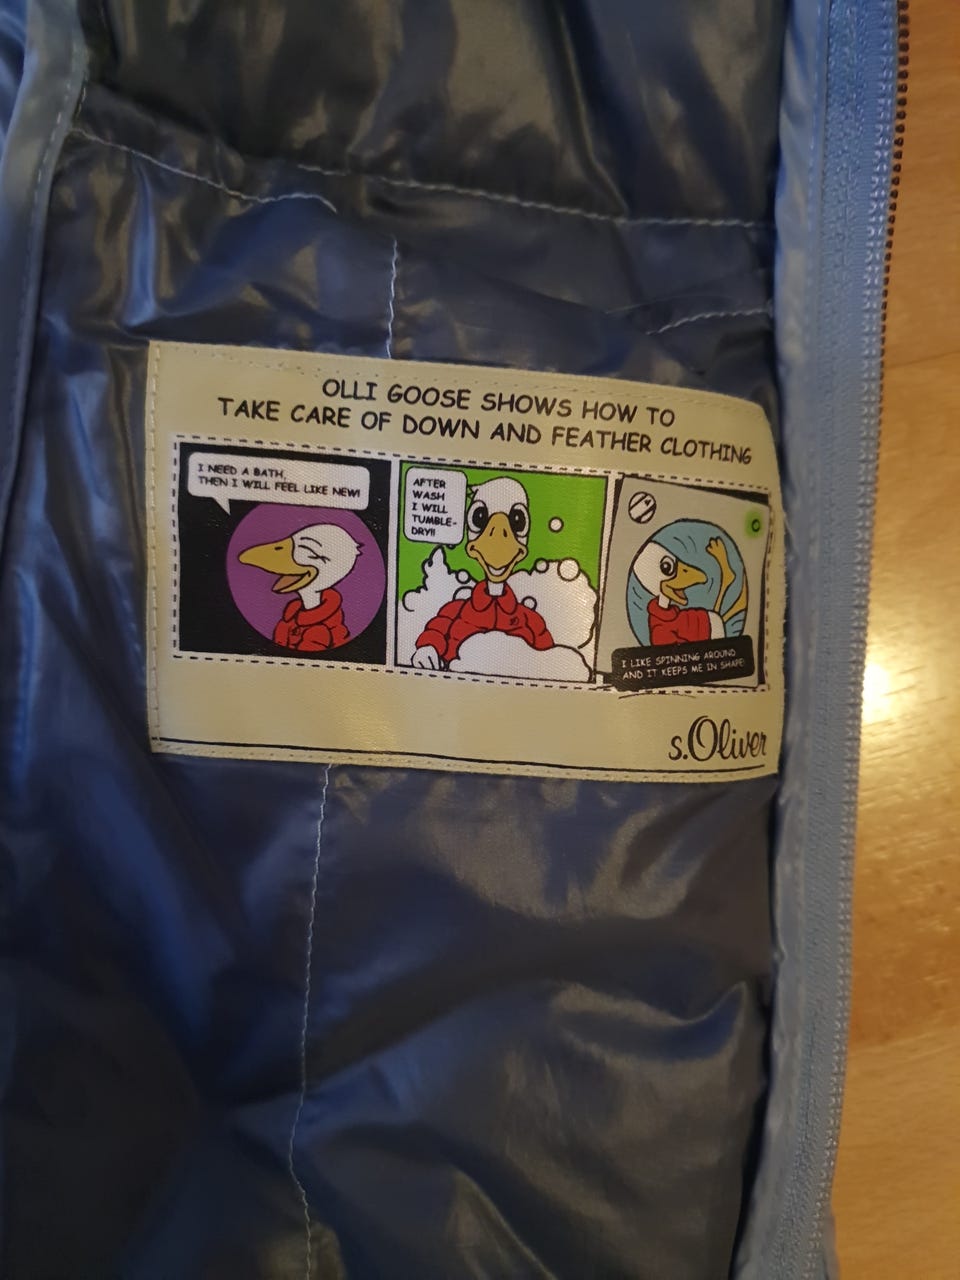 OLLI GOOSE SHOWS HOW TO
TAKE CARE OF DOWN AND FEATHER CLOTHING
I NEED A BATH,
THEN I WILL FEEL LIKE NEW!
AFTER
WASH
I WILL
TUMBLE-
DRY!!
I LIKE SPINNING AROUND
AND IT KEEPS ME IN SHAPE!
s.Oliver